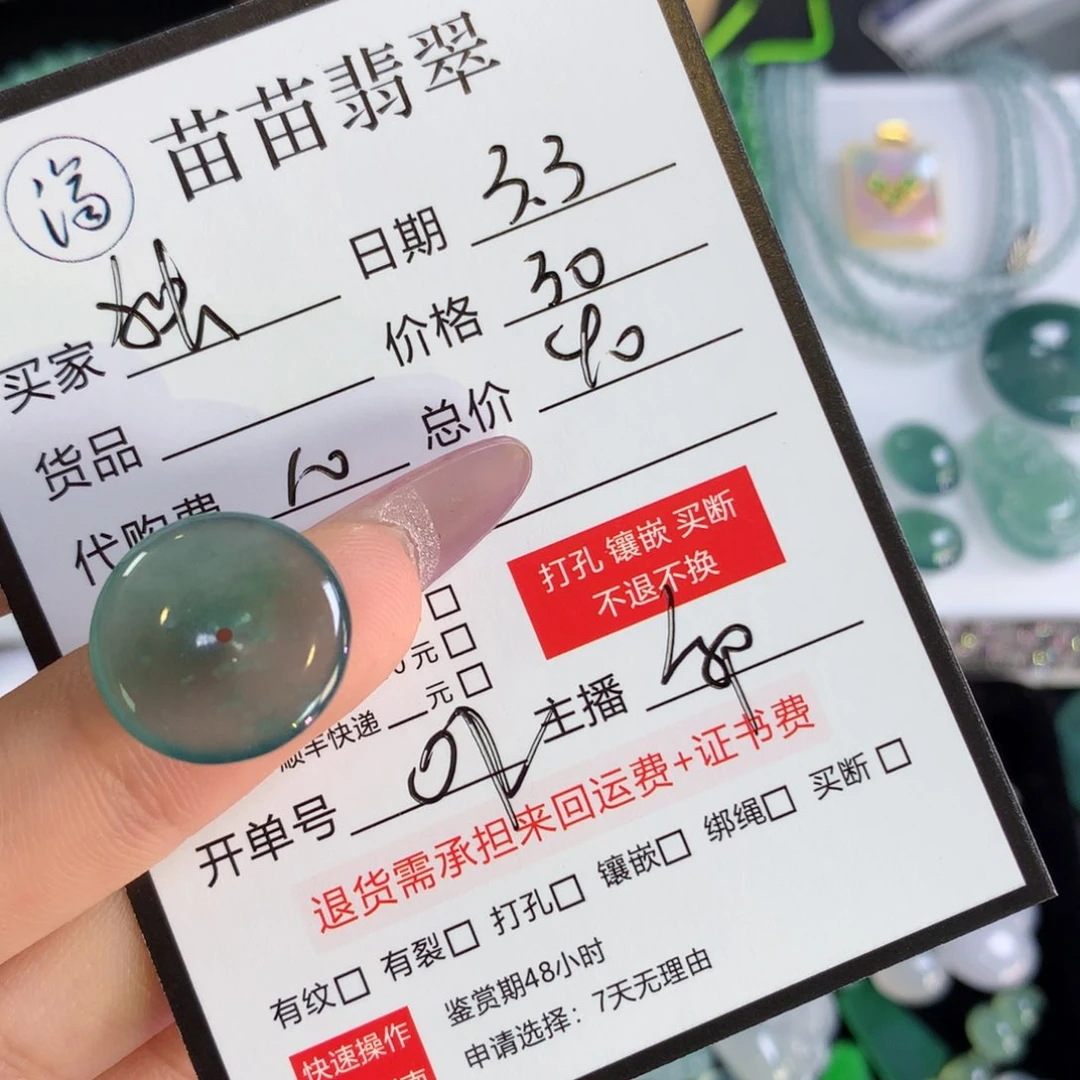 苗苗翡翠
福
日期 3.3
买家
价格 30
货品
总价 40
代购费 10
打孔 镶嵌 买断
不退不换
元
元
顺丰快递
主播
开单号
退货需承担来回运费+证书费
有纹 有裂 打孔 镶嵌 绑绳 买断
鉴赏期48小时
申请选择：7天无理由
快速操作